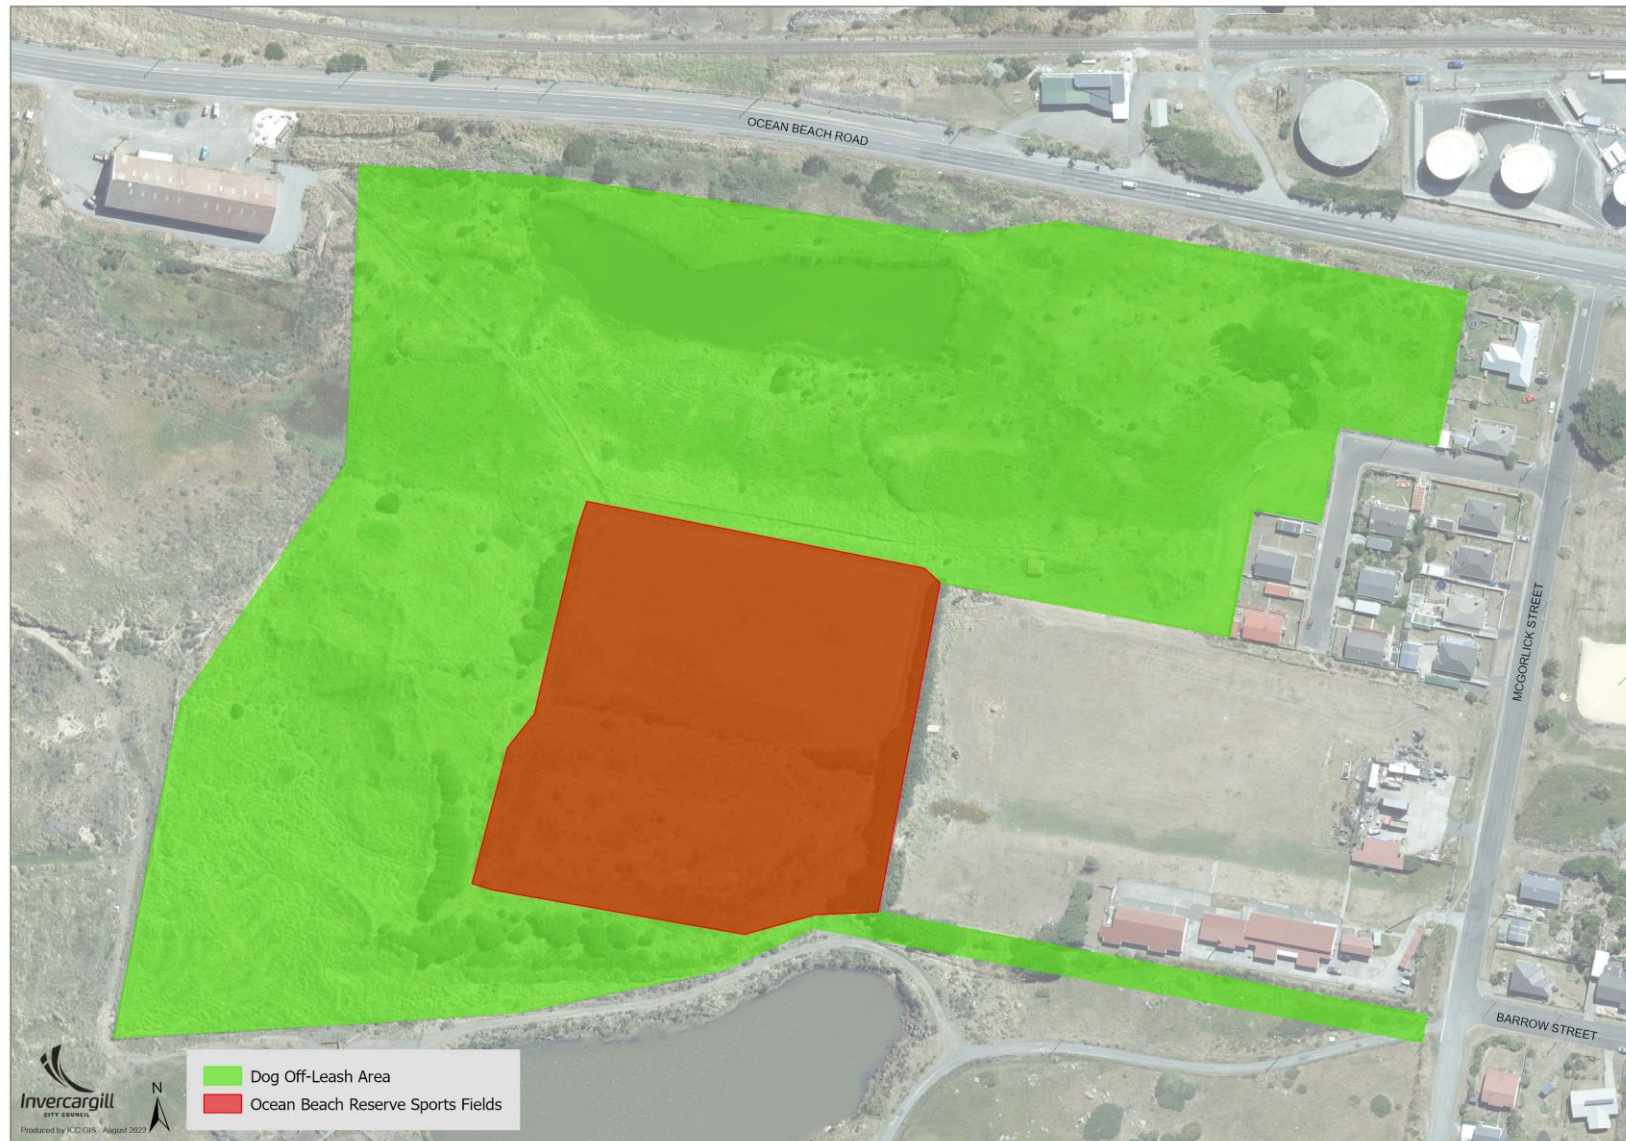 OCEAN BEACH ROAD
MCGORLICK STREET
BARROW STREET
Invercargill
CITY COUNCIL
N
Produced by ICC GIS - August 2022
Dog Off-Leash Area
Ocean Beach Reserve Sports Fields